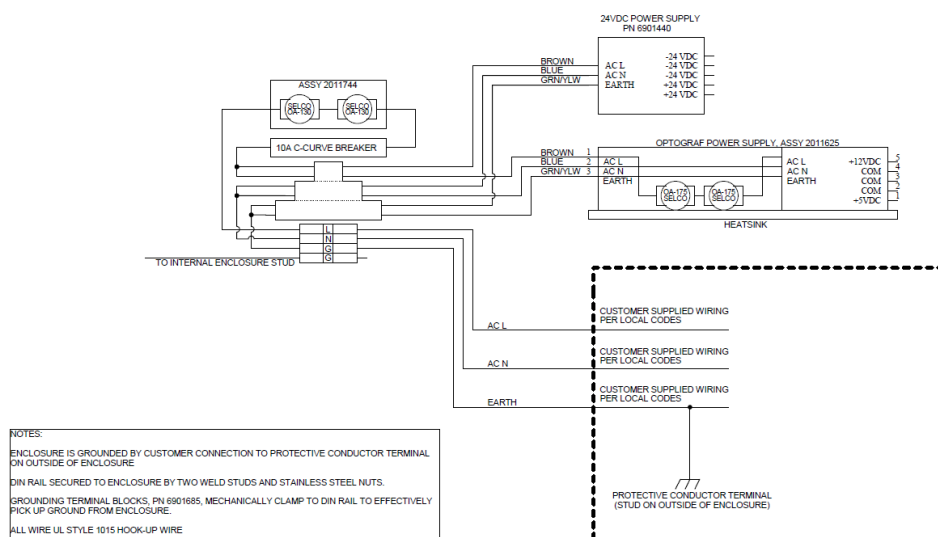 24VDC POWER SUPPLY
PN 6901440
BROWN
BLUE
GRN/YLW
AC L
AC N
EARTH
-24 VDC
-24 VDC
-24 VDC
+24 VDC
+24 VDC
ASSY 2011744
SELCO
OA-130
SELCO
OA-130
10A C-CURVE BREAKER
OPTOGRAF POWER SUPPLY, ASSY 2011625
BROWN 1
BLUE 2
GRN/YLW 3
AC L
AC N
EARTH
OA-175
SELCO
OA-175
SELCO
AC L
AC N
EARTH
+12VDC 5
COM 4
COM 3
COM 2
+5VDC 1
HEATSINK
L
N
G
G
TO INTERNAL ENCLOSURE STUD
CUSTOMER SUPPLIED WIRING
PER LOCAL CODES
AC L
CUSTOMER SUPPLIED WIRING
PER LOCAL CODES
AC N
CUSTOMER SUPPLIED WIRING
PER LOCAL CODES
EARTH
PROTECTIVE CONDUCTOR TERMINAL
(STUD ON OUTSIDE OF ENCLOSURE)
NOTES:
ENCLOSURE IS GROUNDED BY CUSTOMER CONNECTION TO PROTECTIVE CONDUCTOR TERMINAL
ON OUTSIDE OF ENCLOSURE
DIN RAIL SECURED TO ENCLOSURE BY TWO WELD STUDS AND STAINLESS STEEL NUTS.
GROUNDING TERMINAL BLOCKS, PN 6901685, MECHANICALLY CLAMP TO DIN RAIL TO EFFECTIVELY
PICK UP GROUND FROM ENCLOSURE.
ALL WIRE UL STYLE 1015 HOOK-UP WIRE